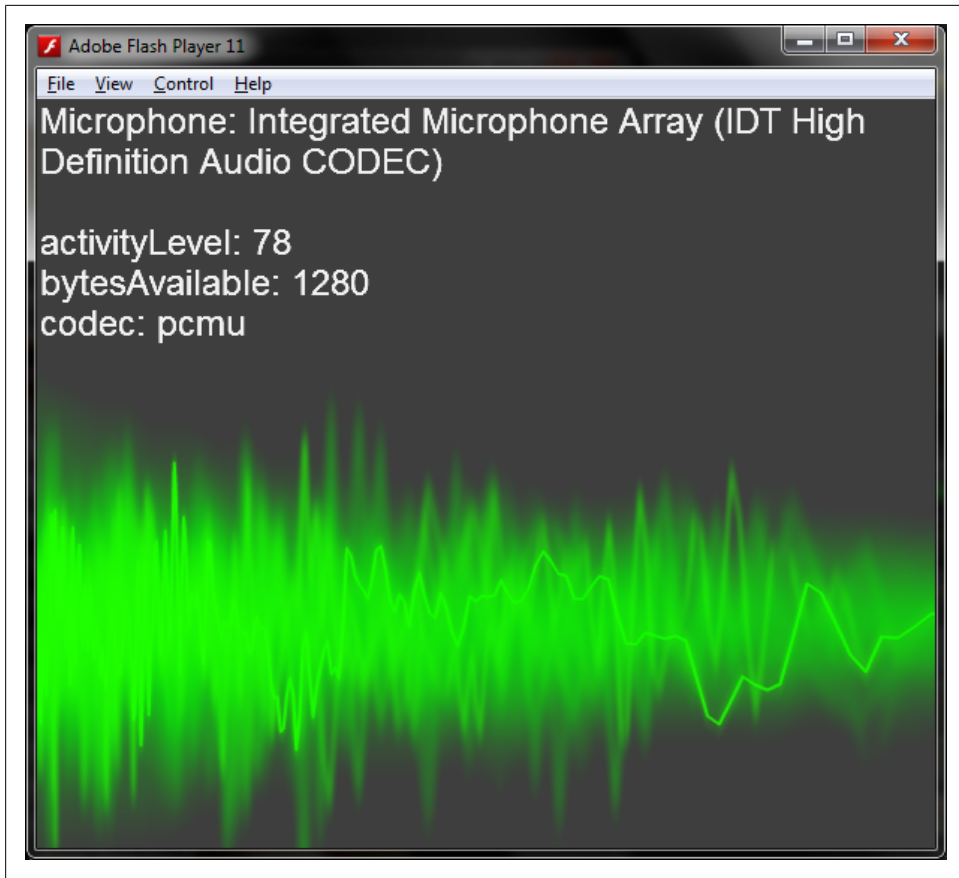 Adobe Flash Player 11
File View Control Help
Microphone: Integrated Microphone Array (IDT High
Definition Audio CODEC)
activityLevel: 78
bytesAvailable: 1280
codec: pcmu